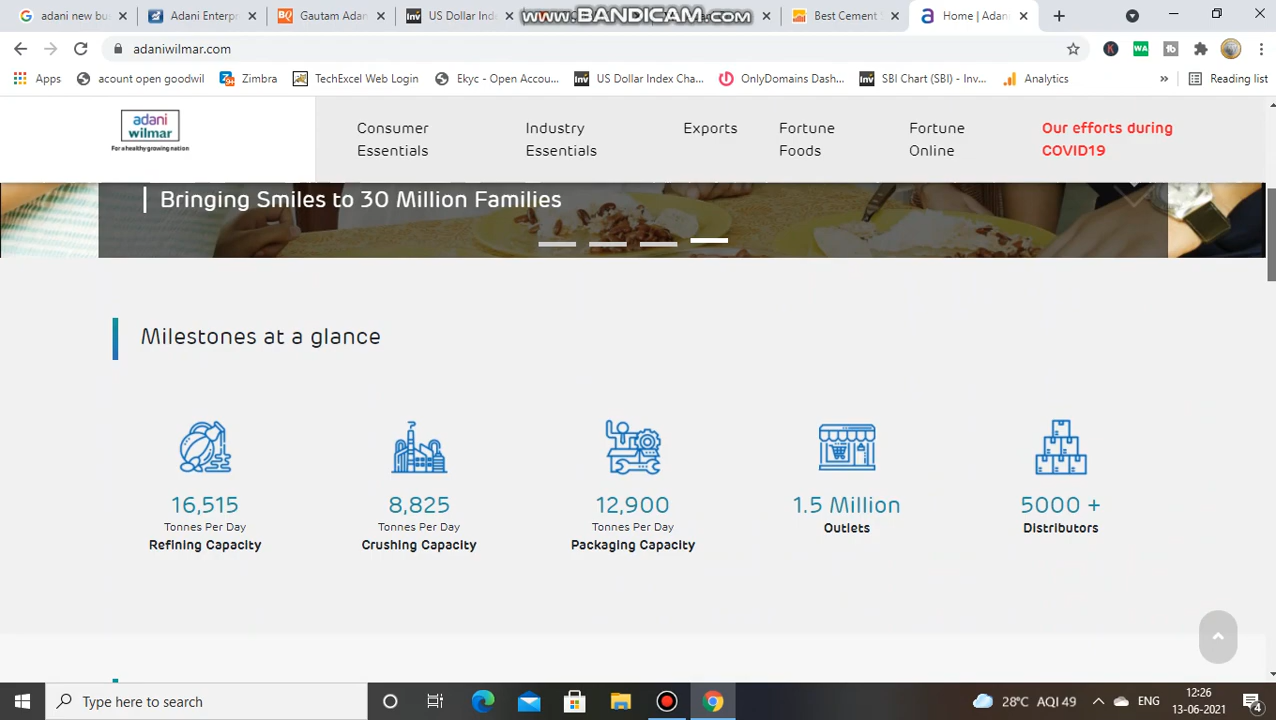 adani new b
Adani Enterp
Gautam Adan
US Dollar Ind
www.BANDICAM.com
Best Cement S
Home | Adan
adaniwilmar.com
Apps
acount open goodwil
Zimbra
TechExcel Web Login
Ekyc - Open Accou...
US Dollar Index Cha...
OnlyDomains Dash...
SBI Chart (SBI) - Inv...
Analytics
»
Reading list
adani
wilmar
For a healthy growing nation
Consumer
Essentials
Industry
Essentials
Exports
Fortune
Foods
Fortune
Online
Our efforts during
COVID19
Bringing Smiles to 30 Million Families
Milestones at a glance
16,515
Tonnes Per Day
Refining Capacity
8,825
Tonnes Per Day
Crushing Capacity
12,900
Tonnes Per Day
Packaging Capacity
1.5 Million
Outlets
5000 +
Distributors
Type here to search
28°C AQI 49
ENG
12:26
13-06-2021
4